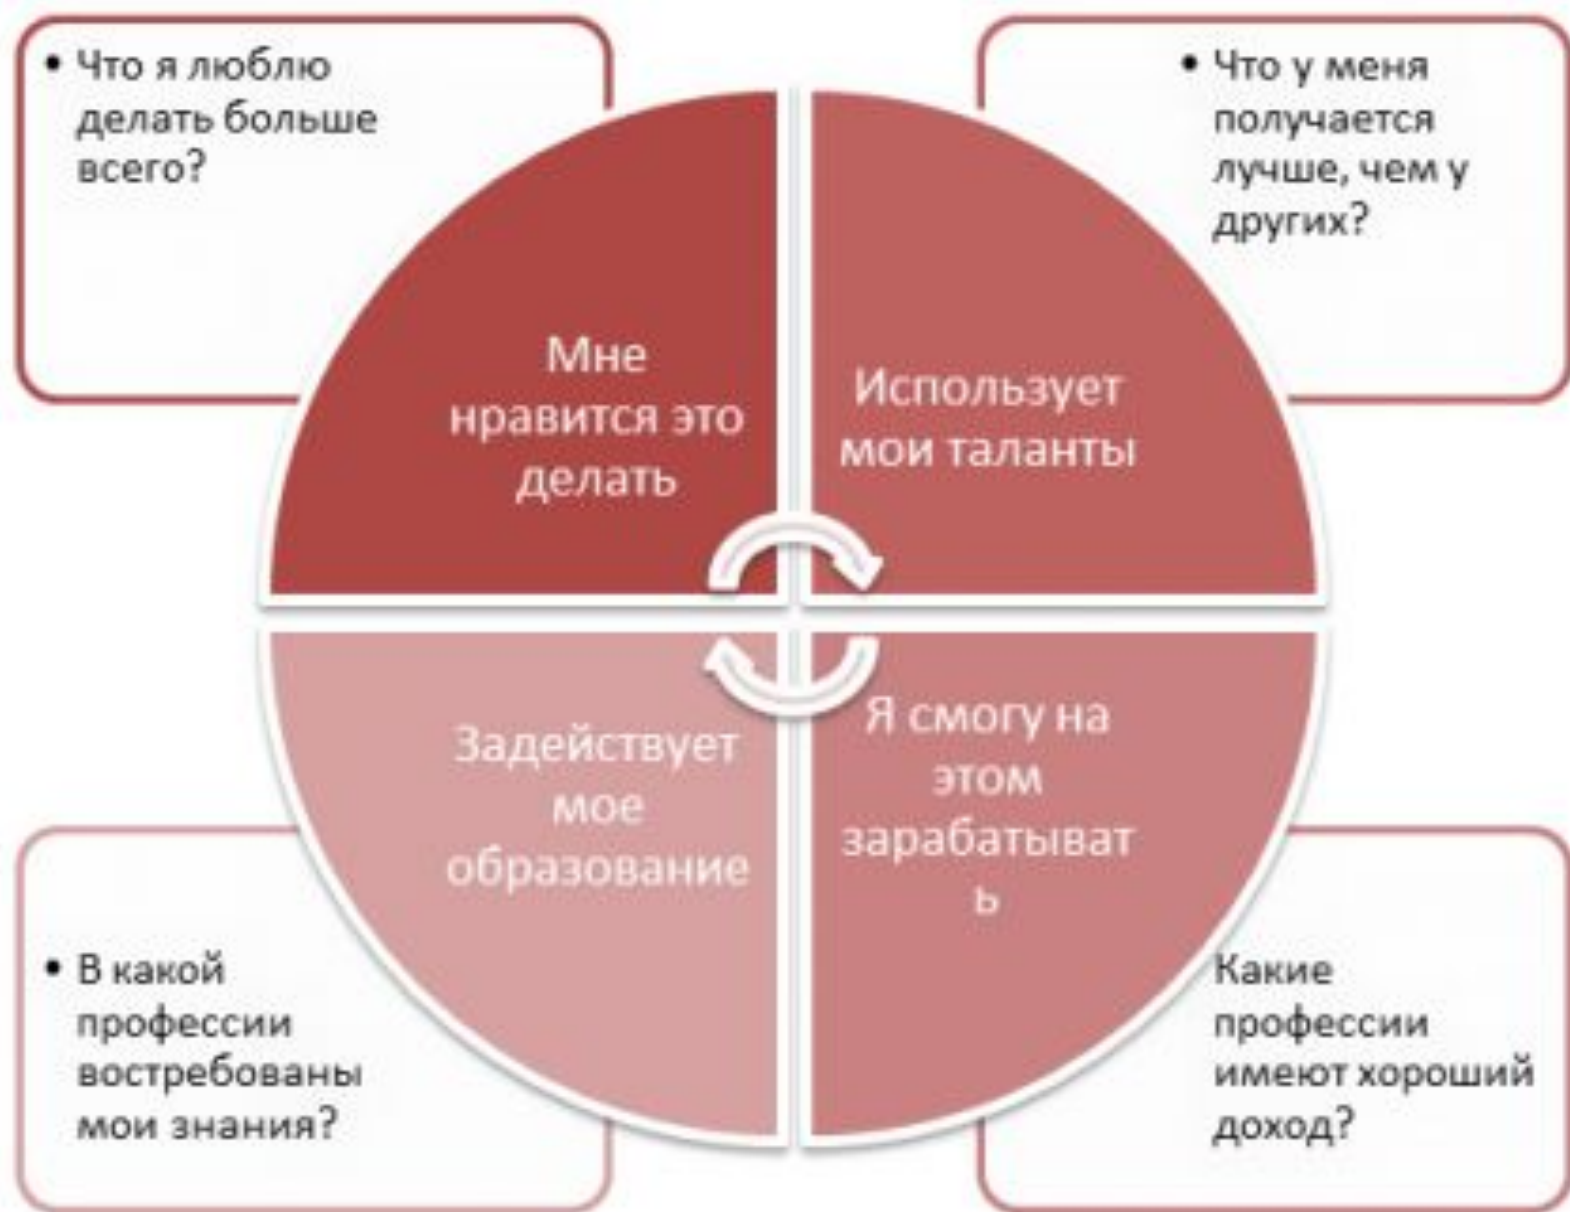 • Что я люблю
делать больше
всего?
• Что у меня
получается
лучше, чем у
других?
Мне
нравится это
делать
Использует
мои таланты
Задействует
мое
образование
Я смогу на
этом
зарабатыват
ь
• В какой
профессии
востребованы
мои знания?
Какие
профессии
имеют хороший
доход?